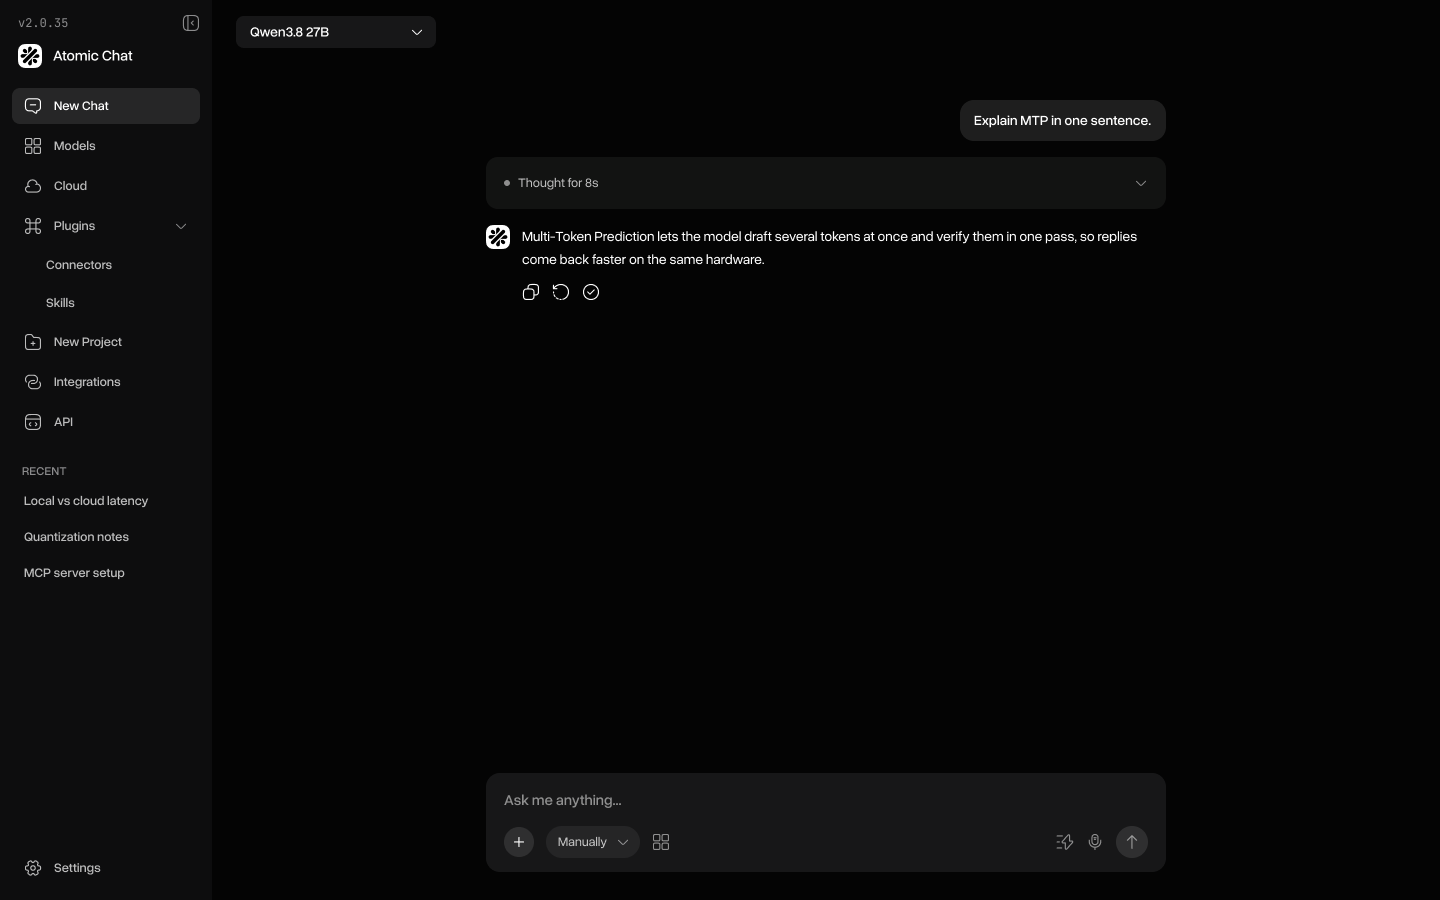 v2.0.35
Atomic Chat
New Chat
Models
Cloud
Plugins
Connectors
Skills
New Project
Integrations
API
RECENT
Local vs cloud latency
Quantization notes
MCP server setup
Settings
Qwen3.8 27B
Explain MTP in one sentence.
Thought for 8s
Multi-Token Prediction lets the model draft several tokens at once and verify them in one pass, so replies
come back faster on the same hardware.
Ask me anything...
Manually